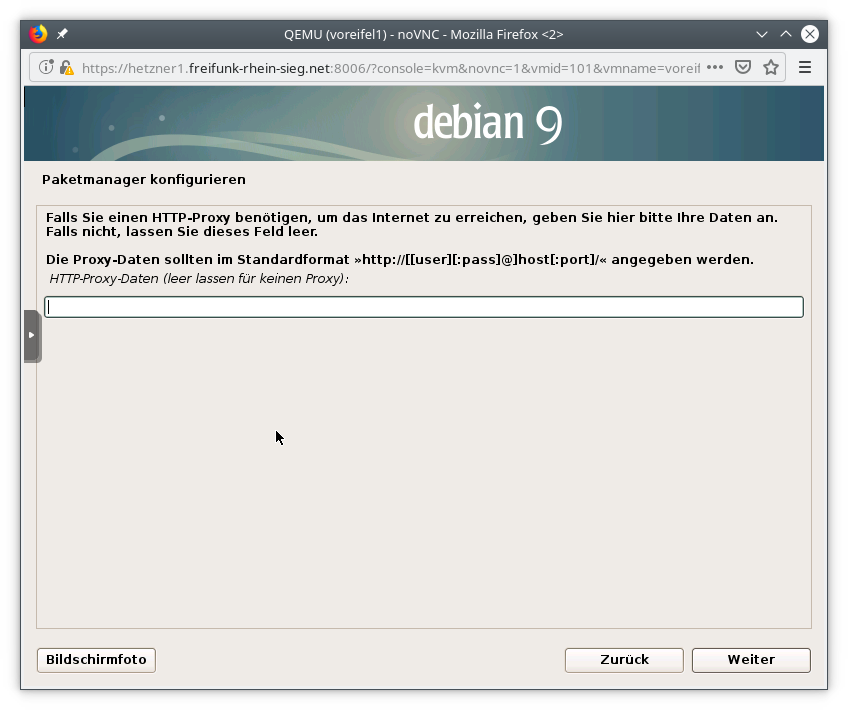 QEMU (voreifel1) - noVNC - Mozilla Firefox <2>
https://hetzner1.freifunk-rhein-sieg.net:8006/?console=kvm&novnc=1&vmid=101&vmname=voreif
debian 9
Paketmanager konfigurieren
Falls Sie einen HTTP-Proxy benötigen, um das Internet zu erreichen, geben Sie hier bitte Ihre Daten an.
Falls nicht, lassen Sie dieses Feld leer.
Die Proxy-Daten sollten im Standardformat »http://[[user][:pass]@]host[:port]/« angegeben werden.
HTTP-Proxy-Daten (leer lassen für keinen Proxy):
Bildschirmfoto
Zurück
Weiter